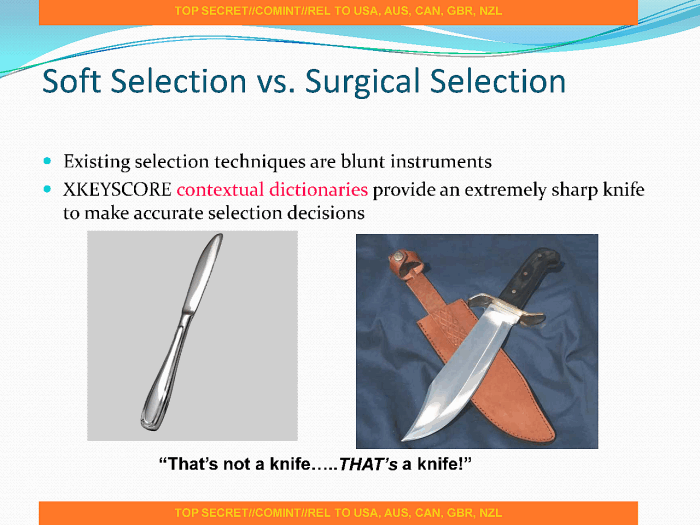 TOP SECRET//COMINT//REL TO USA, AUS, CAN, GBR, NZL
Soft Selection vs. Surgical Selection
Existing selection techniques are blunt instruments
XKEYSCORE contextual dictionaries provide an extremely sharp knife
to make accurate selection decisions
“That’s not a knife…..THAT’s a knife!”
TOP SECRET//COMINT//REL TO USA, AUS, CAN, GBR, NZL